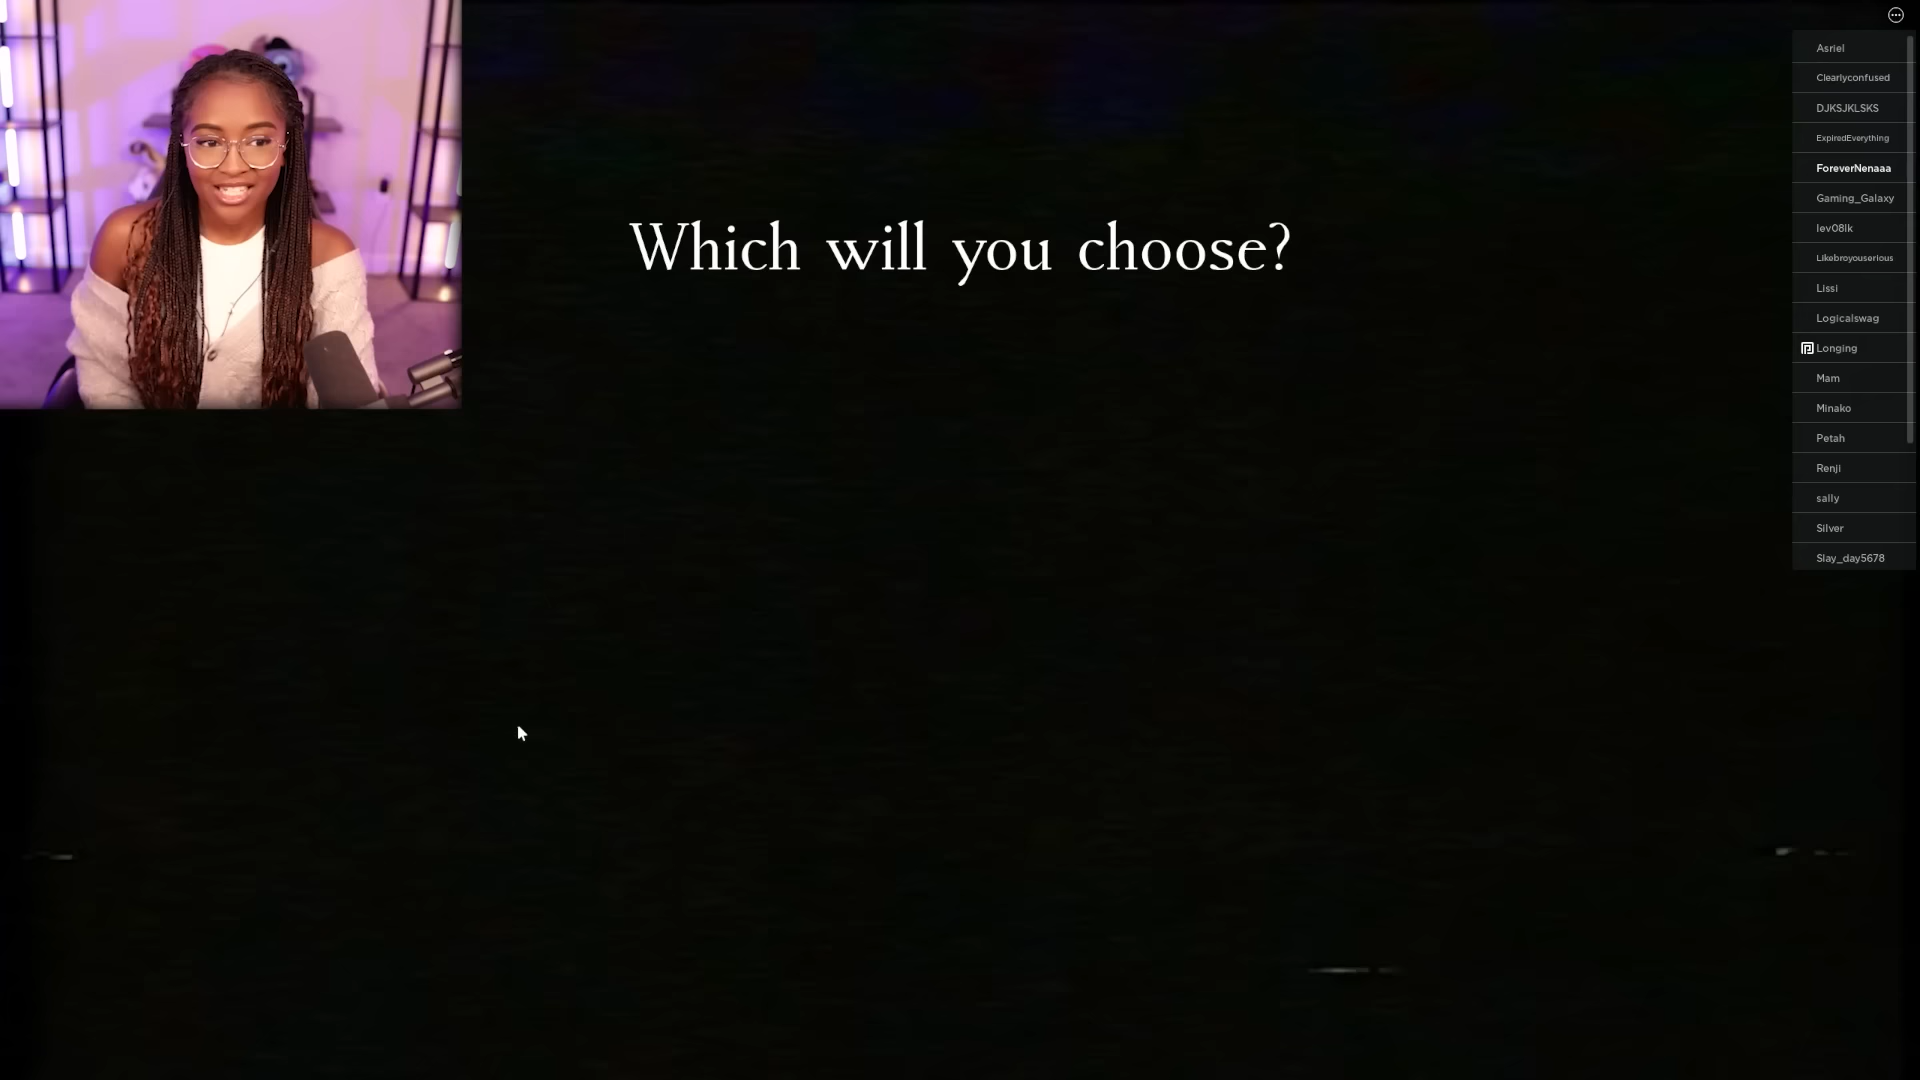 Which will you choose?
Asriel
Clearlyconfused
DJKSJKLSKS
ExpiredEverything
ForeverNenaaa
Gaming_Galaxy
lev08lk
Likebroyouserious
Lissi
Logicalswag
Longing
Mam
Minako
Petah
Renji
sally
Silver
Slay_day5678